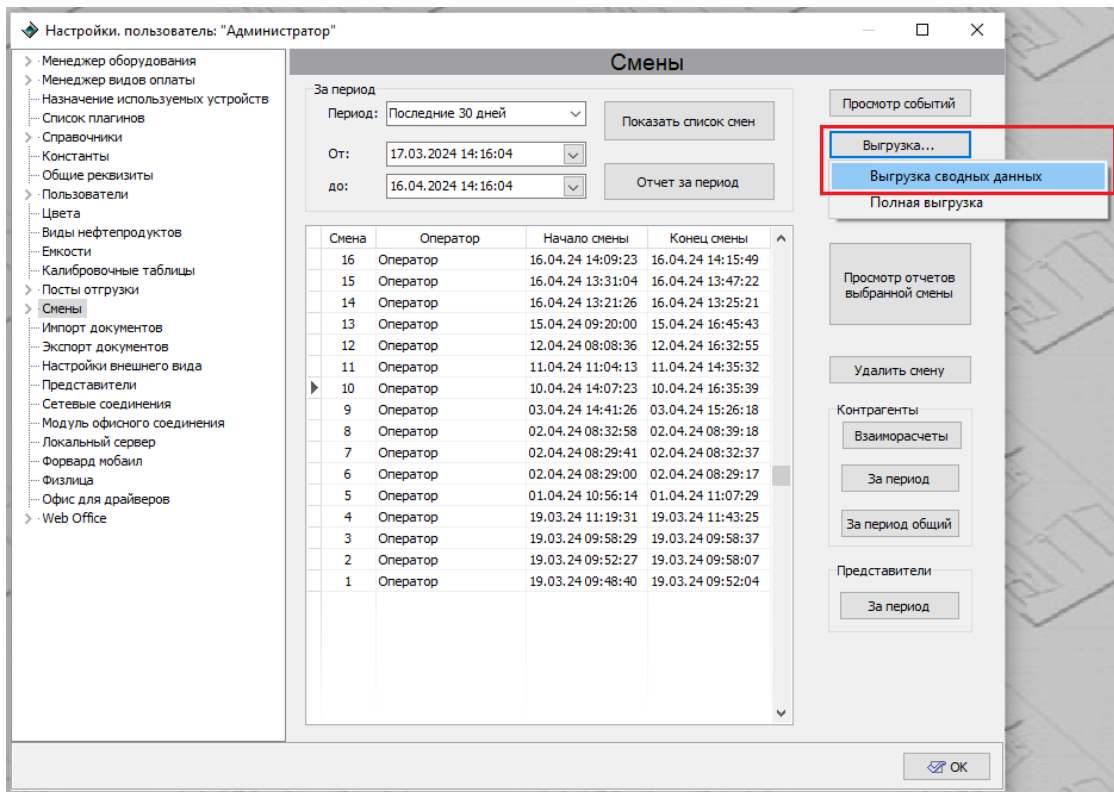 Настройки. пользователь: "Администратор"
Менеджер оборудования
Менеджер видов оплаты
Назначение используемых устройств
Список плагинов
Справочники
Константы
Общие реквизиты
Пользователи
Цвета
Виды нефтепродуктов
Емкости
Калибровочные таблицы
Посты отгрузки
Смены
Импорт документов
Экспорт документов
Настройки внешнего вида
Представители
Сетевые соединения
Модуль офисного соединения
Локальный сервер
Форвард мобаил
Физлица
Офис для драйверов
Web Office
Смены
За период
Период: Последние 30 дней
От: 17.03.2024 14:16:04
до: 16.04.2024 14:16:04
Показать список смен
Отчет за период
Смена Оператор Начало смены Конец смены
16 Оператор 16.04.24 14:09:23 16.04.24 14:15:49
15 Оператор 16.04.24 13:31:04 16.04.24 13:47:22
14 Оператор 16.04.24 13:21:26 16.04.24 13:25:21
13 Оператор 15.04.24 09:20:00 15.04.24 16:45:43
12 Оператор 12.04.24 08:08:36 12.04.24 16:32:55
11 Оператор 11.04.24 11:04:13 11.04.24 14:35:32
10 Оператор 10.04.24 14:07:23 10.04.24 16:35:39
9 Оператор 03.04.24 14:41:26 03.04.24 15:26:18
8 Оператор 02.04.24 08:32:58 02.04.24 08:39:18
7 Оператор 02.04.24 08:29:41 02.04.24 08:32:37
6 Оператор 02.04.24 08:29:00 02.04.24 08:29:17
5 Оператор 01.04.24 10:56:14 01.04.24 11:07:29
4 Оператор 19.03.24 11:19:31 19.03.24 11:43:25
3 Оператор 19.03.24 09:58:29 19.03.24 09:58:37
2 Оператор 19.03.24 09:52:27 19.03.24 09:58:07
1 Оператор 19.03.24 09:48:40 19.03.24 09:52:04
Просмотр событий
Выгрузка...
Выгрузка сводных данных
Полная выгрузка
Просмотр отчетов
выбранной смены
Удалить смену
Контрагенты
Взаиморасчеты
За период
За период общий
Представители
За период
OK